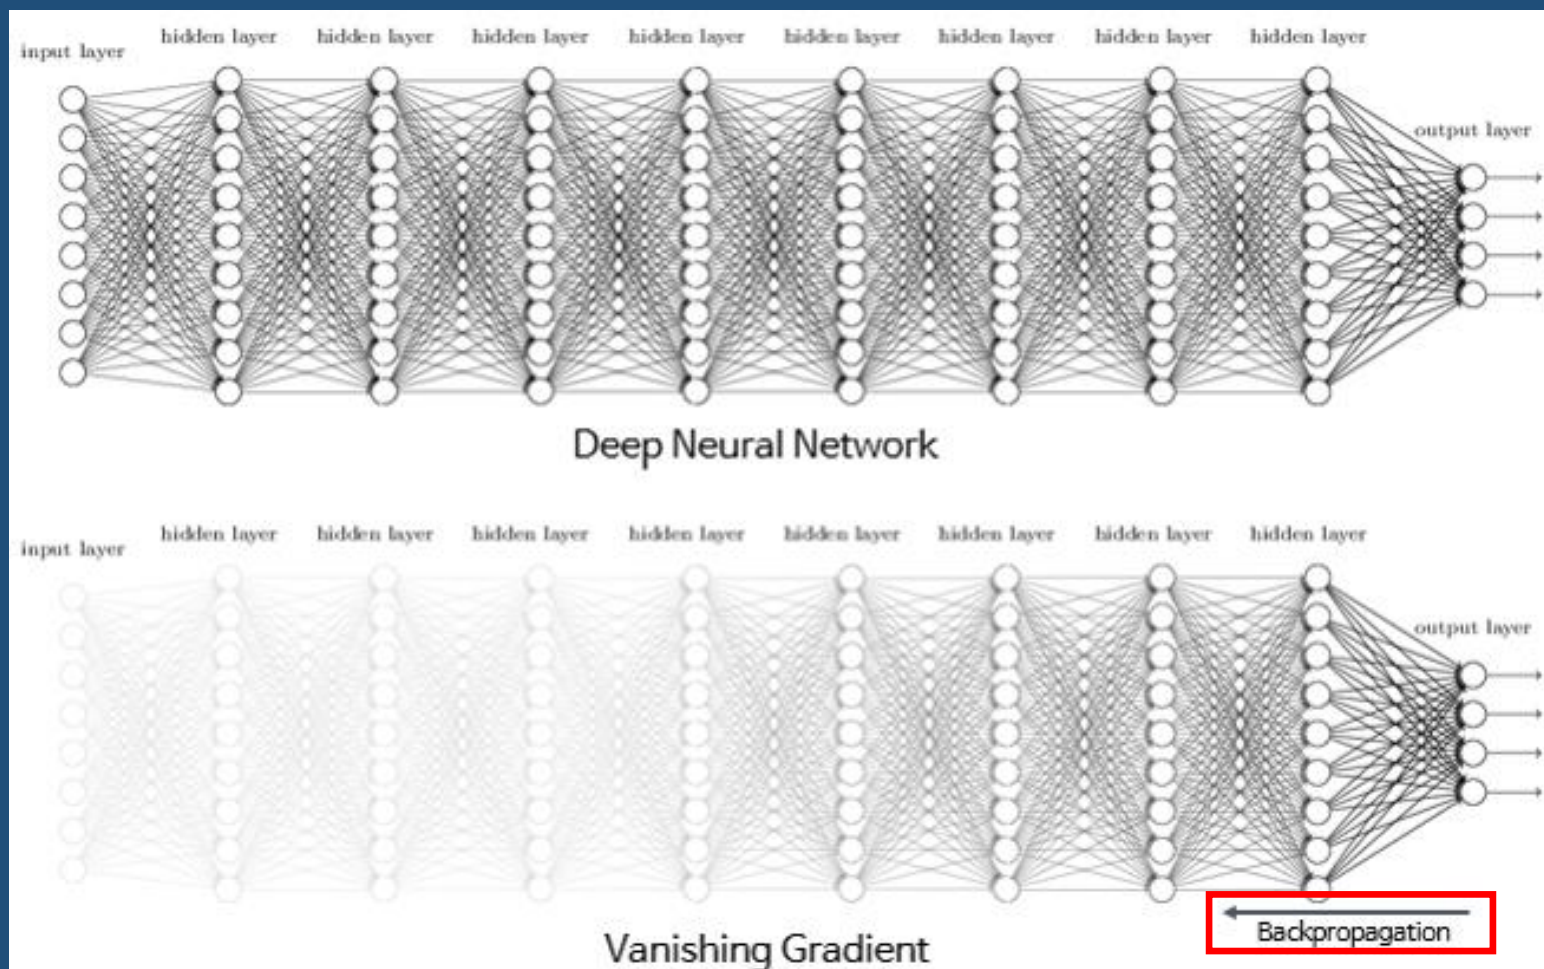 input layer
hidden layer hidden layer hidden layer hidden layer hidden layer hidden layer hidden layer hidden layer
output layer
Deep Neural Network
input layer
hidden layer hidden layer hidden layer hidden layer hidden layer hidden layer hidden layer hidden layer
output layer
Backpropagation
Vanishing Gradient